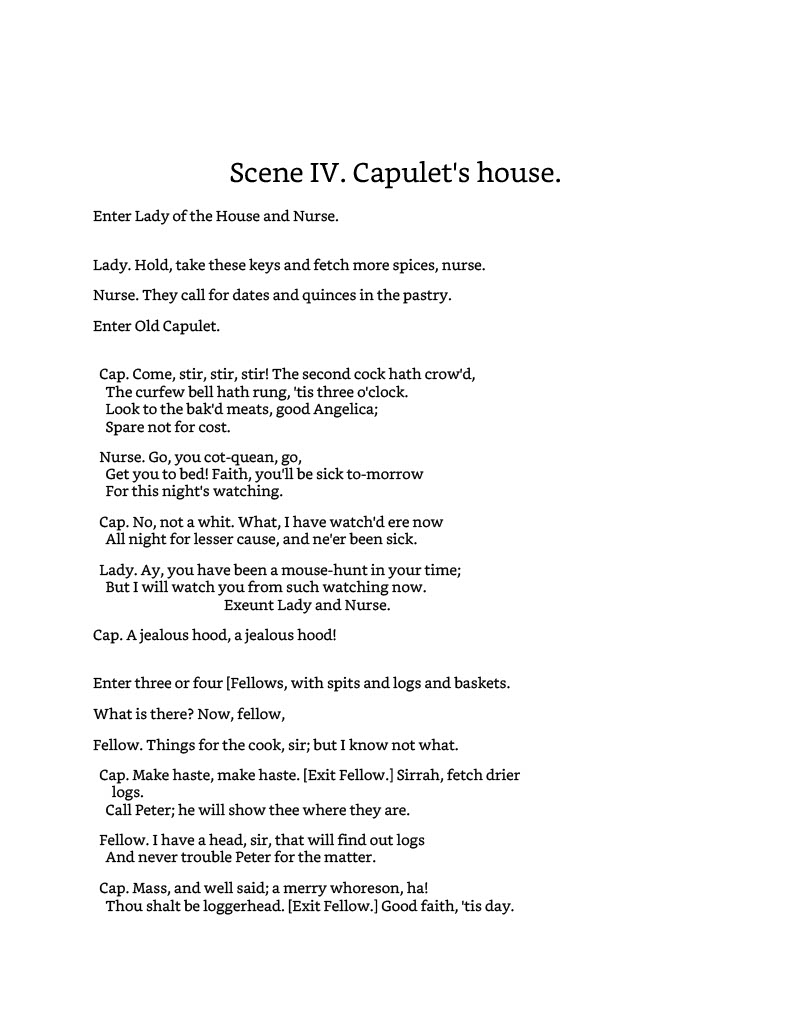 Scene IV. Capulet's house.
Enter Lady of the House and Nurse.
Lady. Hold, take these keys and fetch more spices, nurse.
Nurse. They call for dates and quinces in the pastry.
Enter Old Capulet.
Cap. Come, stir, stir, stir! The second cock hath crow'd,
The curfew bell hath rung, 'tis three o'clock.
Look to the bak'd meats, good Angelica;
Spare not for cost.
Nurse. Go, you cot-quean, go,
Get you to bed! Faith, you'll be sick to-morrow
For this night's watching.
Cap. No, not a whit. What, I have watch'd ere now
All night for lesser cause, and ne'er been sick.
Lady. Ay, you have been a mouse-hunt in your time;
But I will watch you from such watching now.
Exeunt Lady and Nurse.
Cap. A jealous hood, a jealous hood!
Enter three or four [Fellows, with spits and logs and baskets.
What is there? Now, fellow,
Fellow. Things for the cook, sir; but I know not what.
Cap. Make haste, make haste. [Exit Fellow.] Sirrah, fetch drier
logs.
Call Peter; he will show thee where they are.
Fellow. I have a head, sir, that will find out logs
And never trouble Peter for the matter.
Cap. Mass, and well said; a merry whoreson, ha!
Thou shalt be loggerhead. [Exit Fellow.] Good faith, 'tis day.